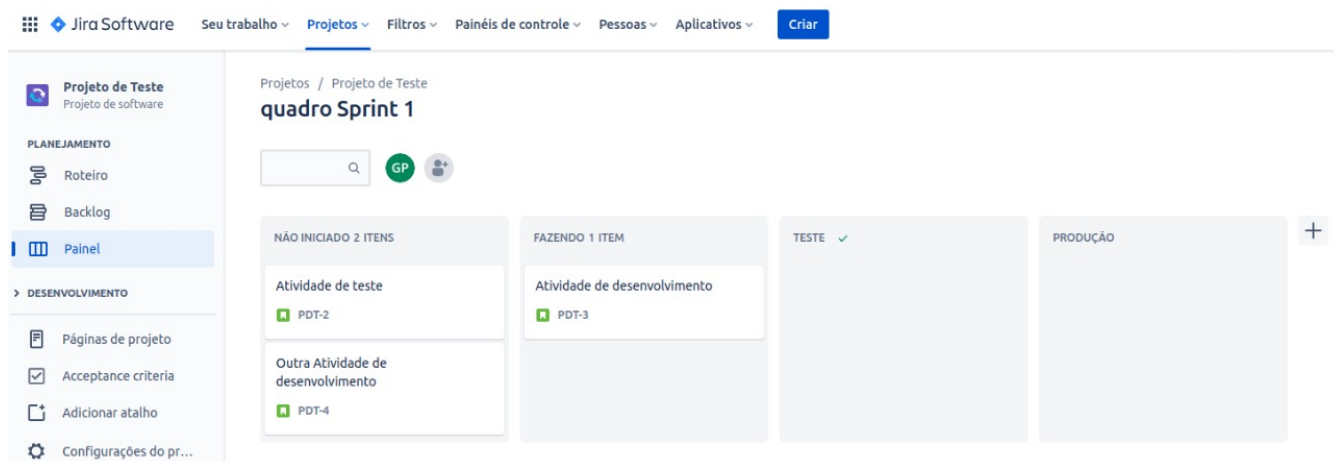 Jira Software Seu trabalho Projetos Filtros Painéis de controle Pessoas Aplicativos Criar
Projeto de Teste
Projeto de software
PLANEJAMENTO
Roteiro
Backlog
Painel
DESENVOLVIMENTO
Páginas de projeto
Acceptance criteria
Adicionar atalho
Configurações do pr...
Projetos / Projeto de Teste
quadro Sprint 1
GP
NÃO INICIADO 2 ITENS
Atividade de teste
PDT-2
Outra Atividade de
desenvolvimento
PDT-4
FAZENDO 1 ITEM
Atividade de desenvolvimento
PDT-3
TESTE
PRODUÇÃO